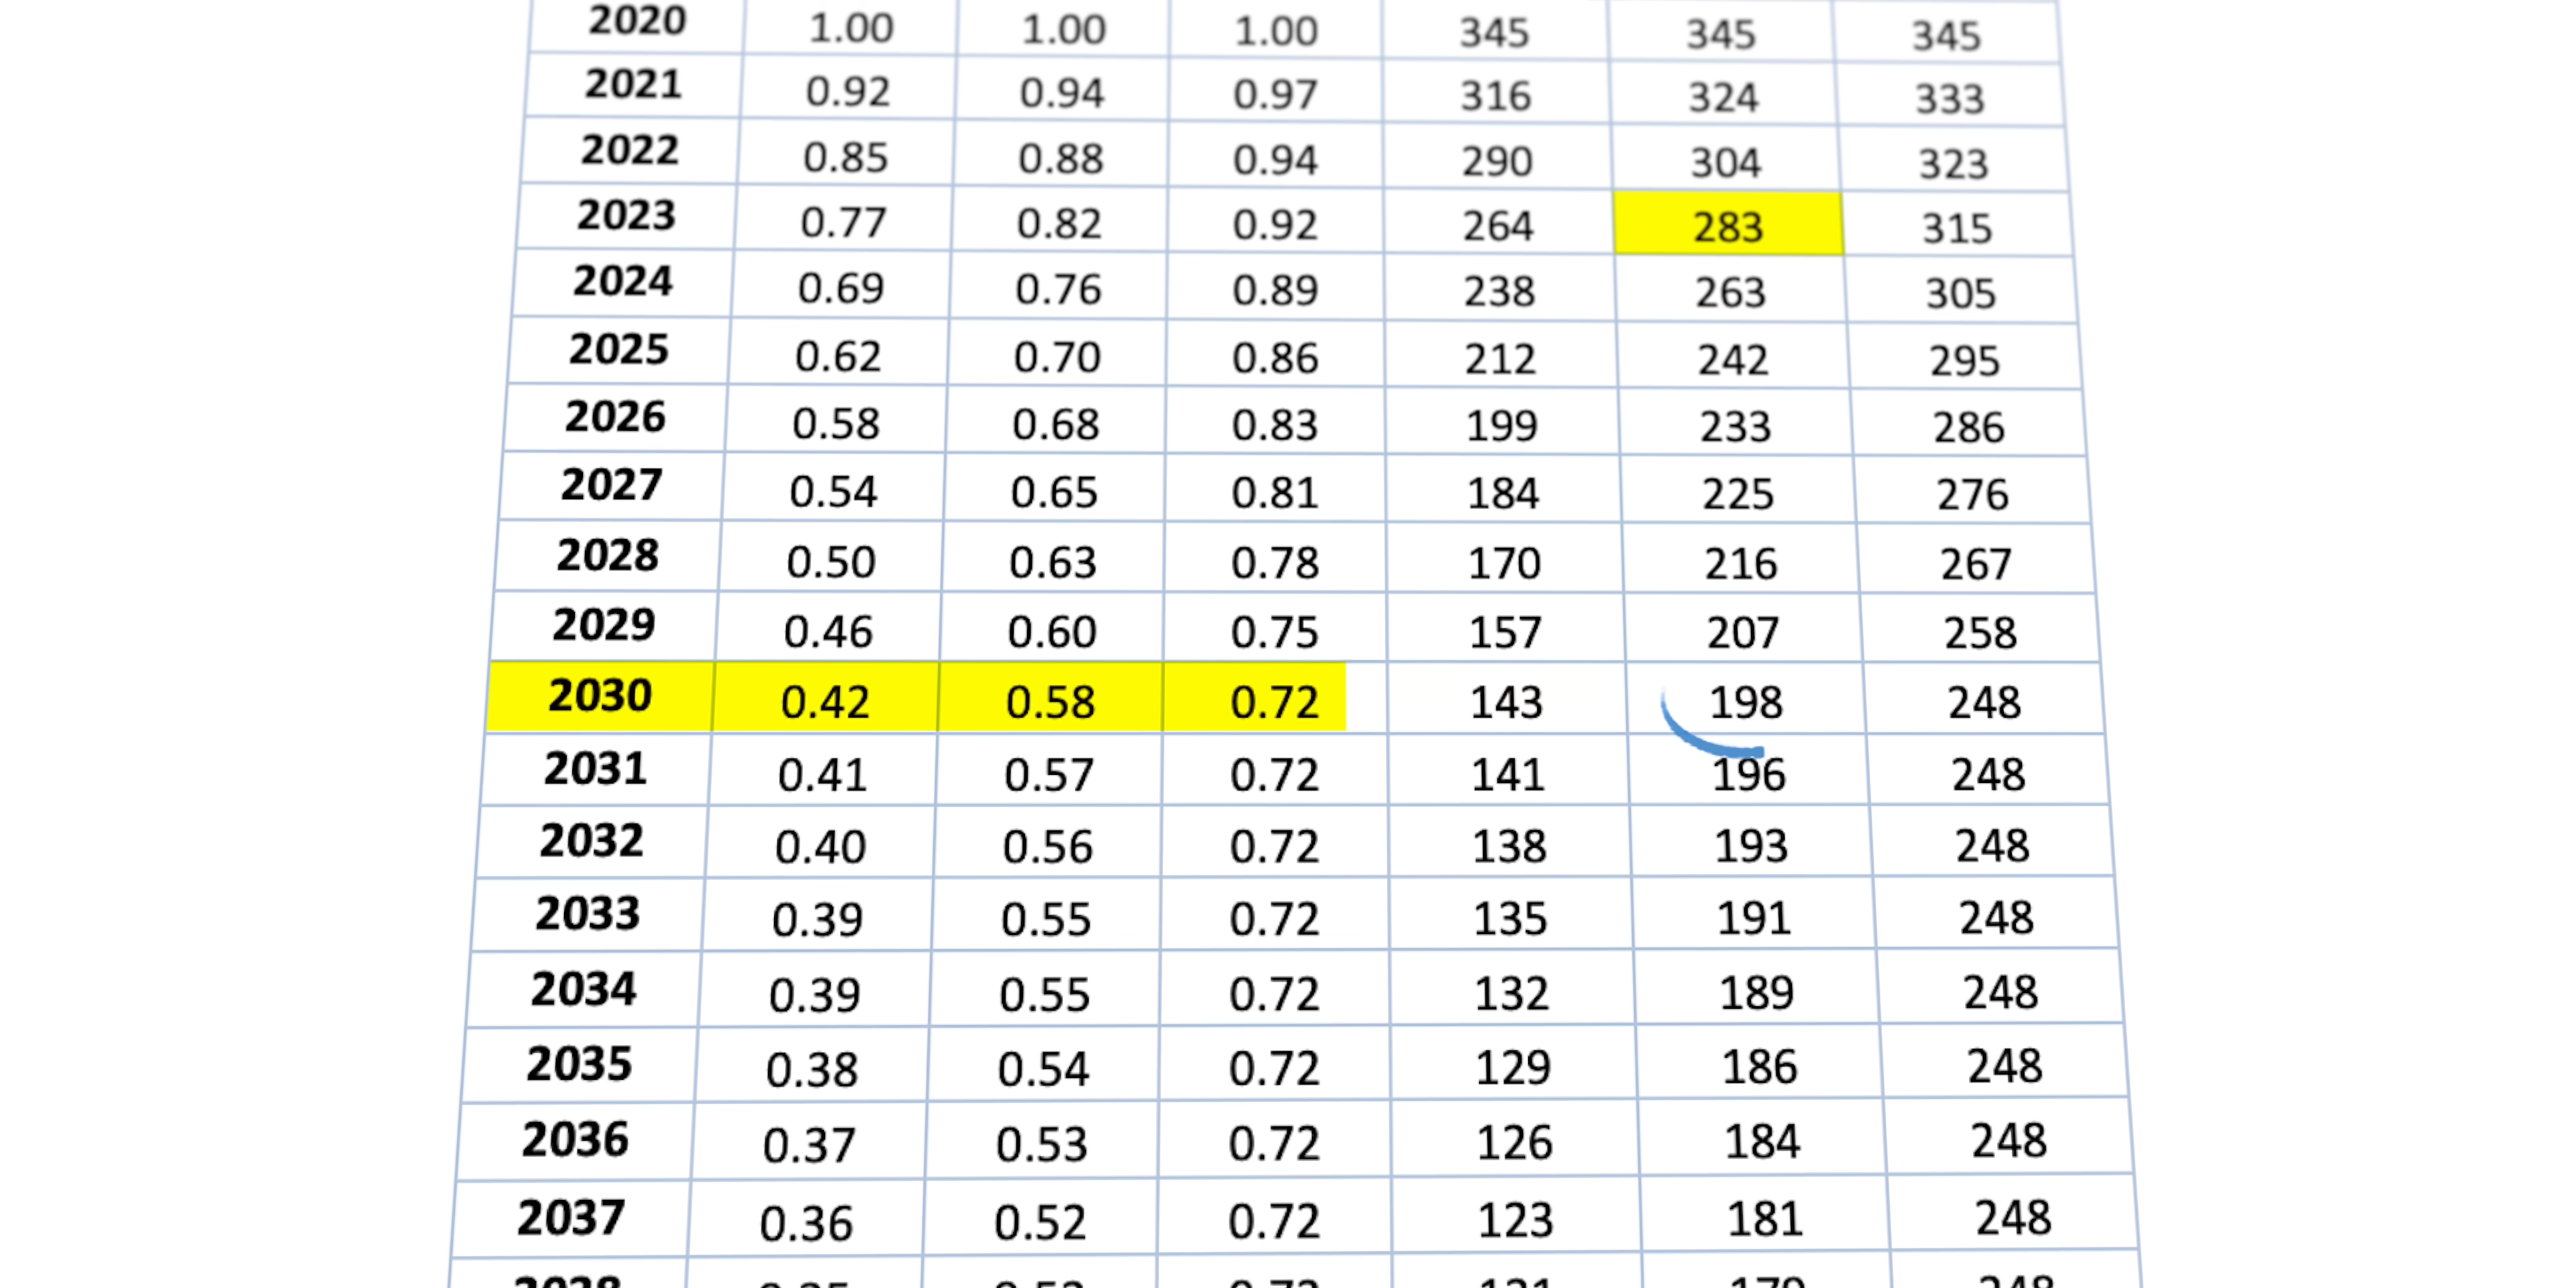 2020 1.00 1.00 1.00 345 345 345
2021 0.92 0.94 0.97 316 324 333
2022 0.85 0.88 0.94 290 304 323
2023 0.77 0.82 0.92 264 283 315
2024 0.69 0.76 0.89 238 263 305
2025 0.62 0.70 0.86 212 242 295
2026 0.58 0.68 0.83 199 233 286
2027 0.54 0.65 0.81 184 225 276
2028 0.50 0.63 0.78 170 216 267
2029 0.46 0.60 0.75 157 207 258
2030 0.42 0.58 0.72 143 198 248
2031 0.41 0.57 0.72 141 196 248
2032 0.40 0.56 0.72 138 193 248
2033 0.39 0.55 0.72 135 191 248
2034 0.39 0.55 0.72 132 189 248
2035 0.38 0.54 0.72 129 186 248
2036 0.37 0.53 0.72 126 184 248
2037 0.36 0.52 0.72 123 181 248